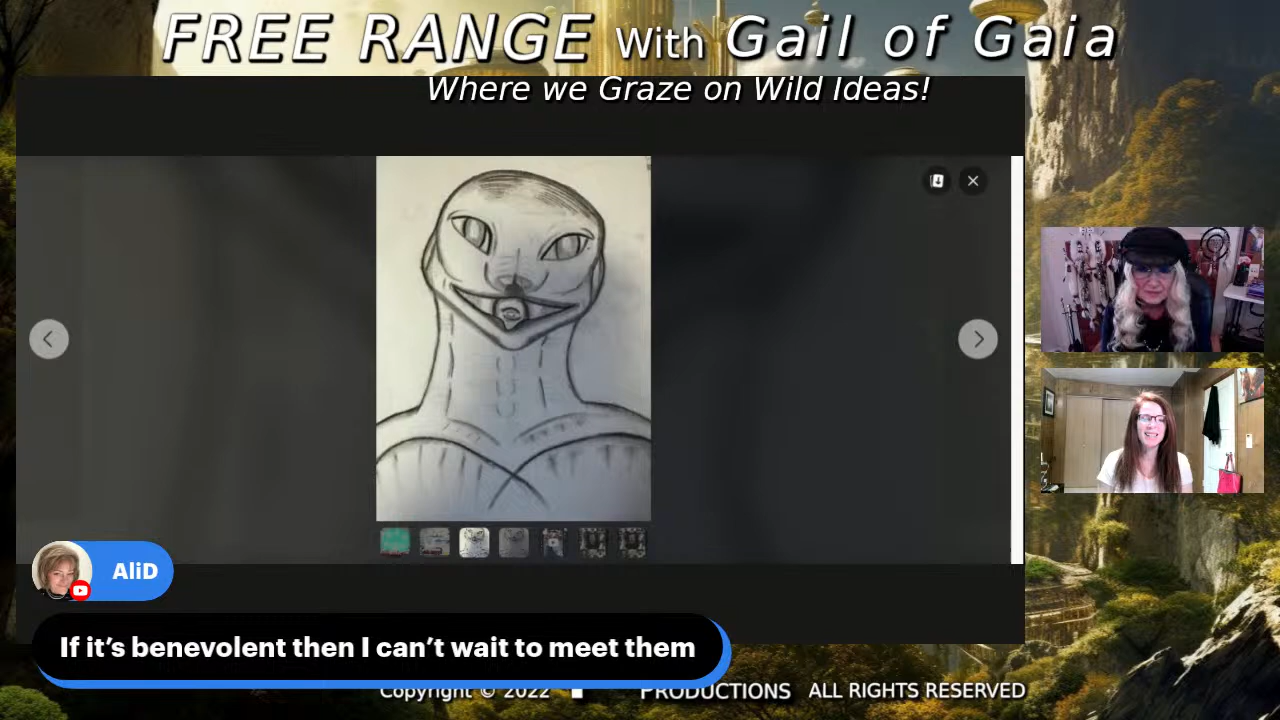 FREE RANGE With Gail of Gaia
Where we Graze on Wild Ideas!
AliD
If it's benevolent then I can't wait to meet them
Copyright © 2022 PRODUCTIONS ALL RIGHTS RESERVED